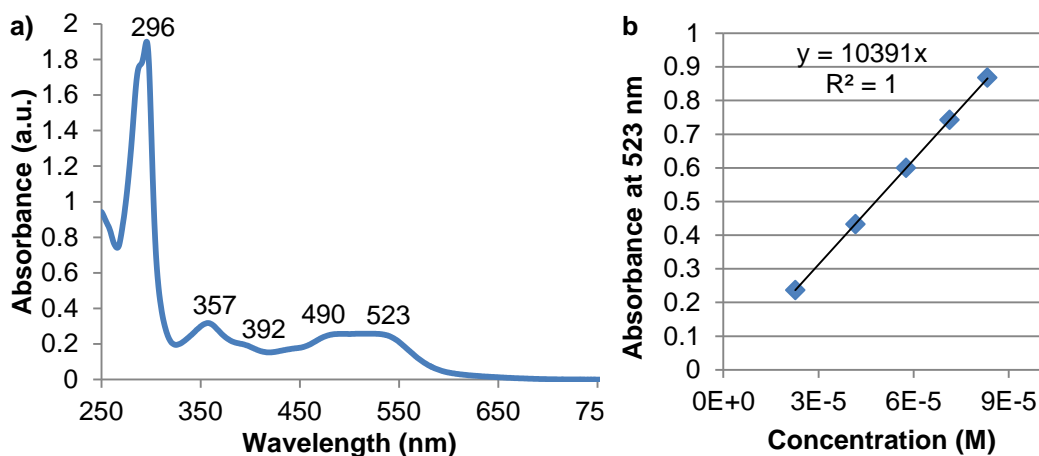 a)
296
357
392
490
523
Absorbance (a.u.)
2
1.8
1.6
1.4
1.2
1
0.8
0.6
0.4
0.2
0
250
350
450
550
650
75
Wavelength (nm)
b
y = 10391x
R² = 1
Absorbance at 523 nm
1
0.9
0.8
0.7
0.6
0.5
0.4
0.3
0.2
0.1
0
0E+0
3E-5
6E-5
9E-5
Concentration (M)